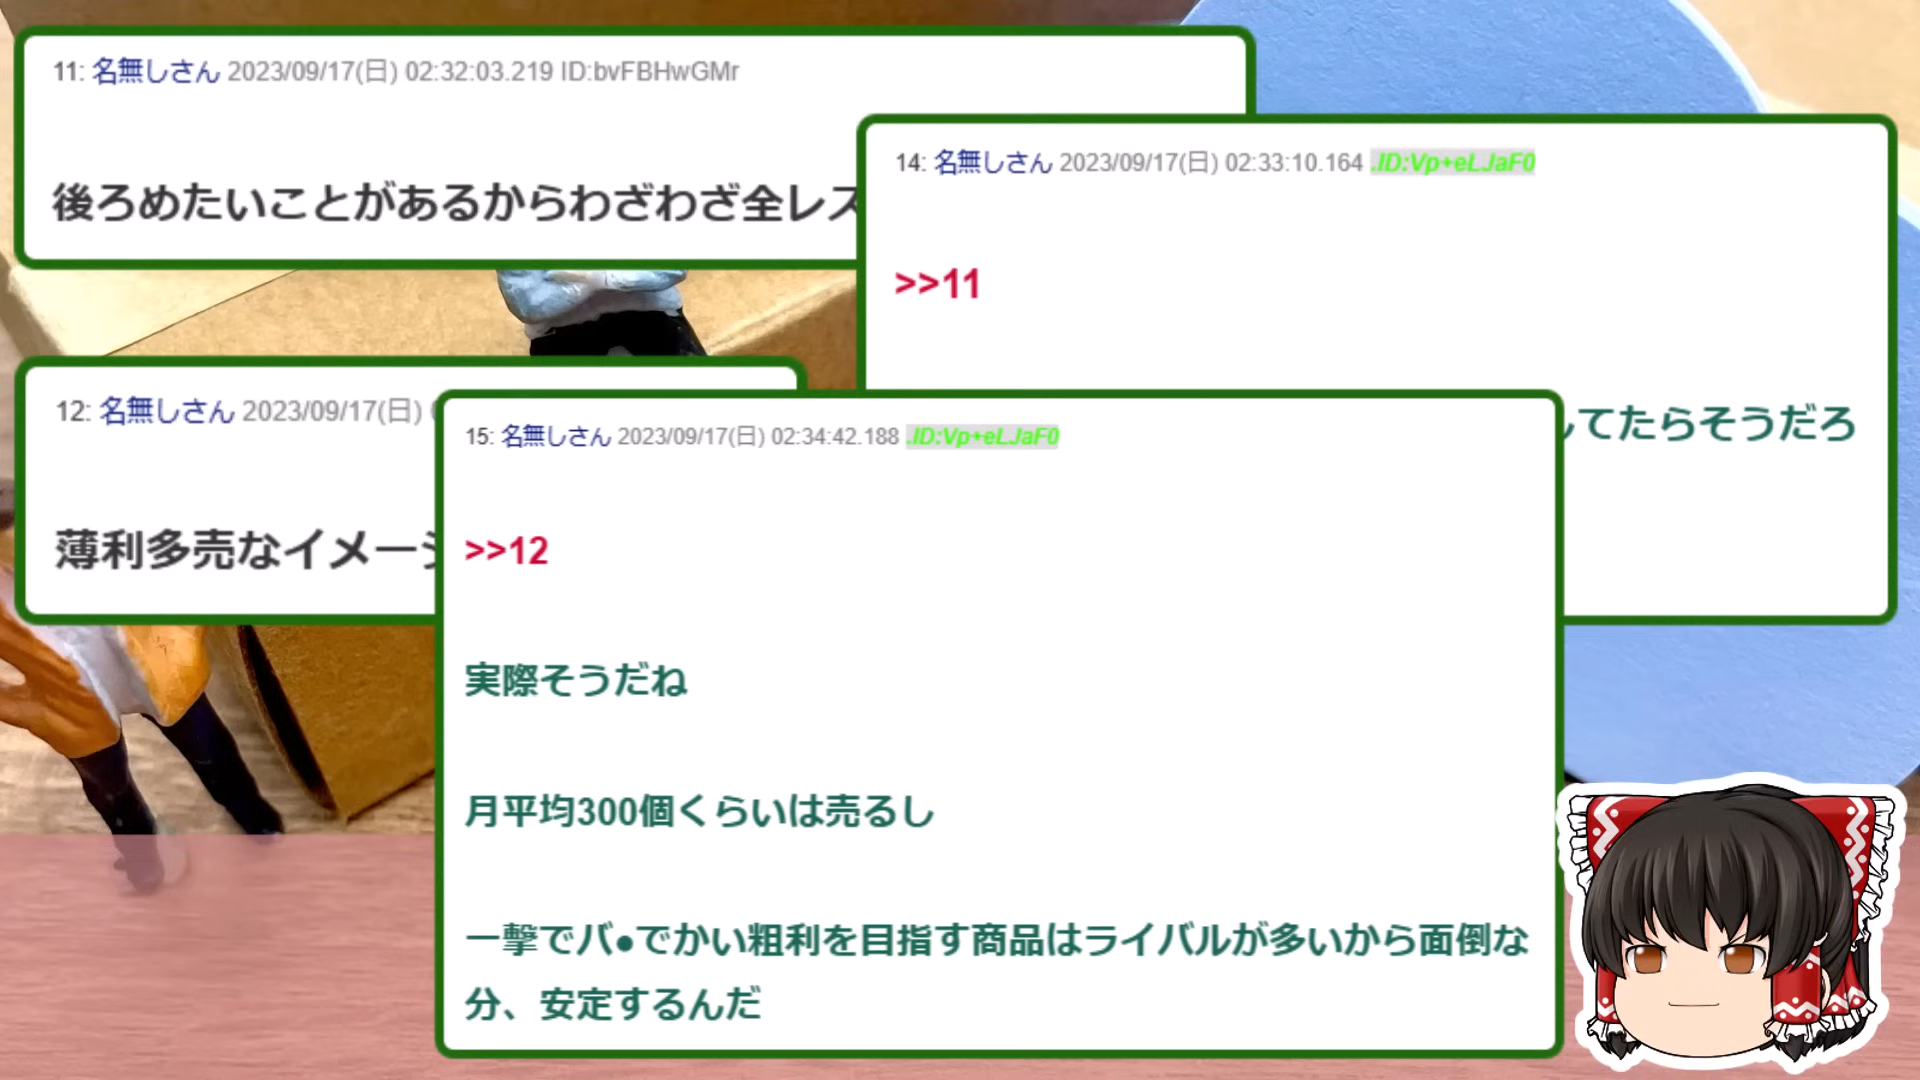 11: 名無しさん 2023/09/17(日) 02:32:03.219 ID:bvFBHwGMr
後ろめたいことがあるからわざわざ全レス
14: 名無しさん 2023/09/17(日) 02:33:10.164 .ID:Vp+eLJaF0
>>11
してたらそうだろ
12: 名無しさん 2023/09/17(日)
薄利多売なイメージ
15: 名無しさん 2023/09/17(日) 02:34:42.188 .ID:Vp+eLJaF0
>>12
実際そうだね
月平均300個くらいは売るし
一撃でバ●でかい粗利を目指す商品はライバルが多いから面倒な
分、安定するんだ